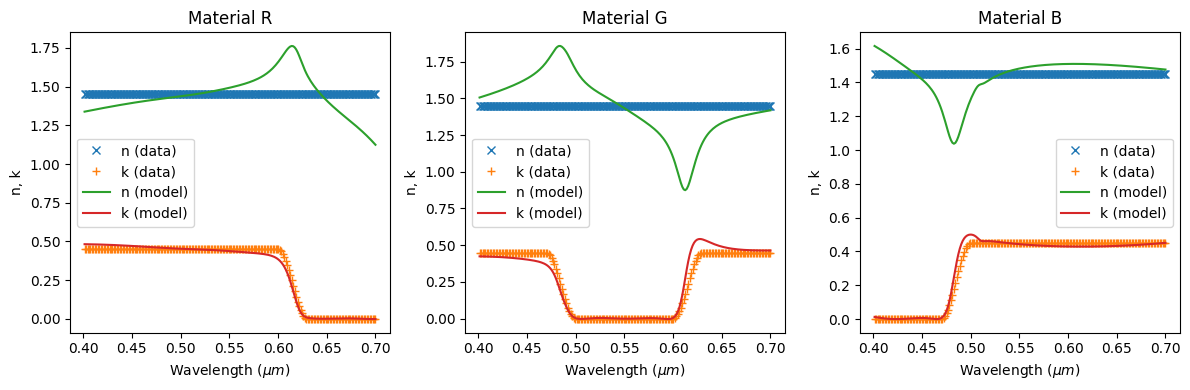 Material R
n, k
1.75
1.50
1.25
1.00
0.75
0.50
0.25
0.00
n (data)
k (data)
n (model)
k (model)
0.40 0.45 0.50 0.55 0.60 0.65 0.70
Wavelength (μm)
Material G
n, k
1.75
1.50
1.25
1.00
0.75
0.50
0.25
0.00
n (data)
k (data)
n (model)
k (model)
0.40 0.45 0.50 0.55 0.60 0.65 0.70
Wavelength (μm)
Material B
n, k
1.6
1.4
1.2
1.0
0.8
0.6
0.4
0.2
0.0
n (data)
k (data)
n (model)
k (model)
0.40 0.45 0.50 0.55 0.60 0.65 0.70
Wavelength (μm)